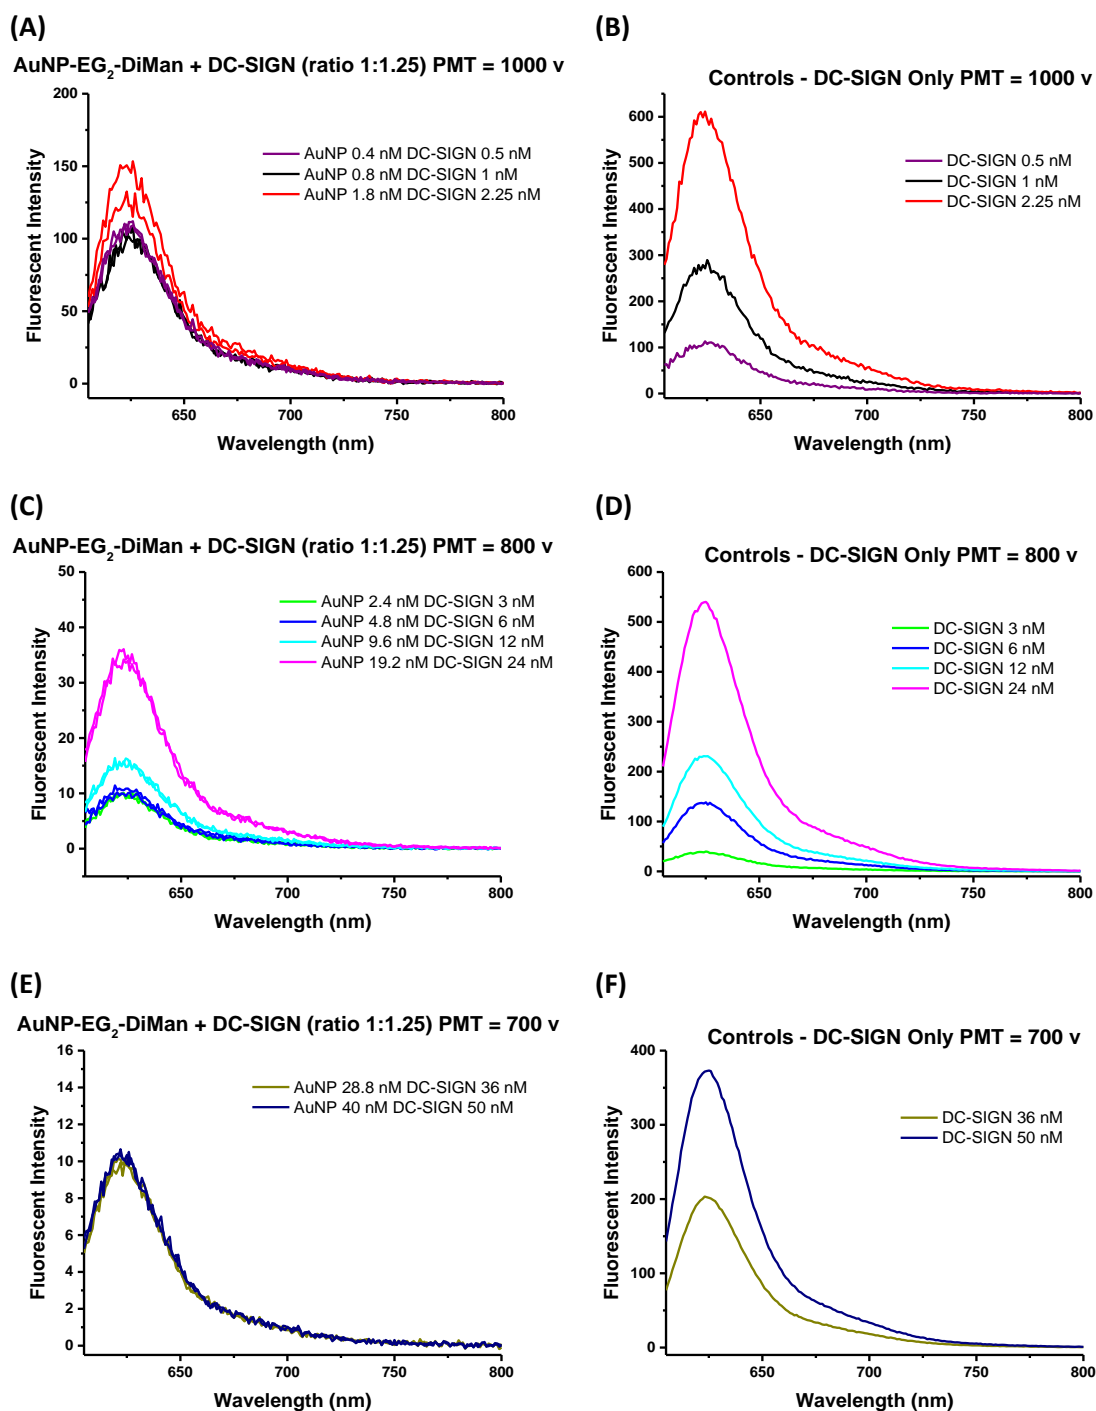 (A)
AuNP-EG₂-DiMan + DC-SIGN (ratio 1:1.25) PMT = 1000 v
200
150
100
50
0
650
700
750
800
Fluorescent Intensity
Wavelength (nm)
AuNP 0.4 nM DC-SIGN 0.5 nM
AuNP 0.8 nM DC-SIGN 1 nM
AuNP 1.8 nM DC-SIGN 2.25 nM
(B)
Controls - DC-SIGN Only PMT = 1000 v
600
500
400
300
200
100
0
650
700
750
800
Fluorescent Intensity
Wavelength (nm)
DC-SIGN 0.5 nM
DC-SIGN 1 nM
DC-SIGN 2.25 nM
(C)
AuNP-EG₂-DiMan + DC-SIGN (ratio 1:1.25) PMT = 800 v
50
40
30
20
10
0
650
700
750
800
Fluorescent Intensity
Wavelength (nm)
AuNP 2.4 nM DC-SIGN 3 nM
AuNP 4.8 nM DC-SIGN 6 nM
AuNP 9.6 nM DC-SIGN 12 nM
AuNP 19.2 nM DC-SIGN 24 nM
(D)
Controls - DC-SIGN Only PMT = 800 v
600
500
400
300
200
100
0
650
700
750
800
Fluorescent Intensity
Wavelength (nm)
DC-SIGN 3 nM
DC-SIGN 6 nM
DC-SIGN 12 nM
DC-SIGN 24 nM
(E)
AuNP-EG₂-DiMan + DC-SIGN (ratio 1:1.25) PMT = 700 v
16
14
12
10
8
6
4
2
0
650
700
750
800
Fluorescent Intensity
Wavelength (nm)
AuNP 28.8 nM DC-SIGN 36 nM
AuNP 40 nM DC-SIGN 50 nM
(F)
Controls - DC-SIGN Only PMT = 700 v
400
300
200
100
0
650
700
750
800
Fluorescent Intensity
Wavelength (nm)
DC-SIGN 36 nM
DC-SIGN 50 nM